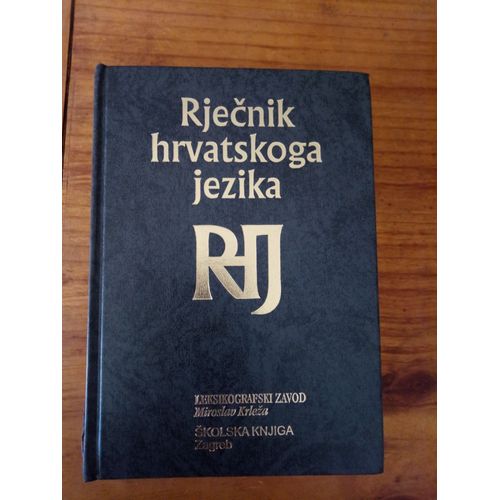 Rječnik
hrvatskoga
jezika
RHJ
LEKSIKOGRAFSKI ZAVOD
Miroslav Krleža
ŠKOLSKA KNJIGA
Zagreb